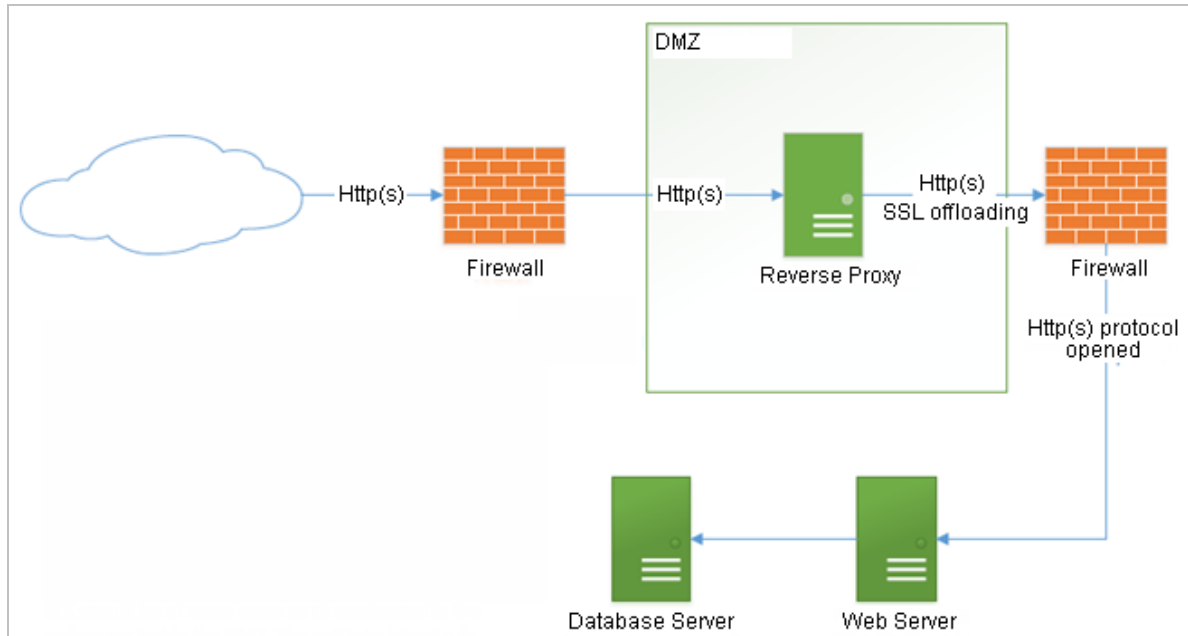 DMZ
Http(s)
Firewall
Http(s)
Reverse Proxy
Http(s)
SSL offloading
Firewall
Http(s) protocol
opened
Database Server
Web Server